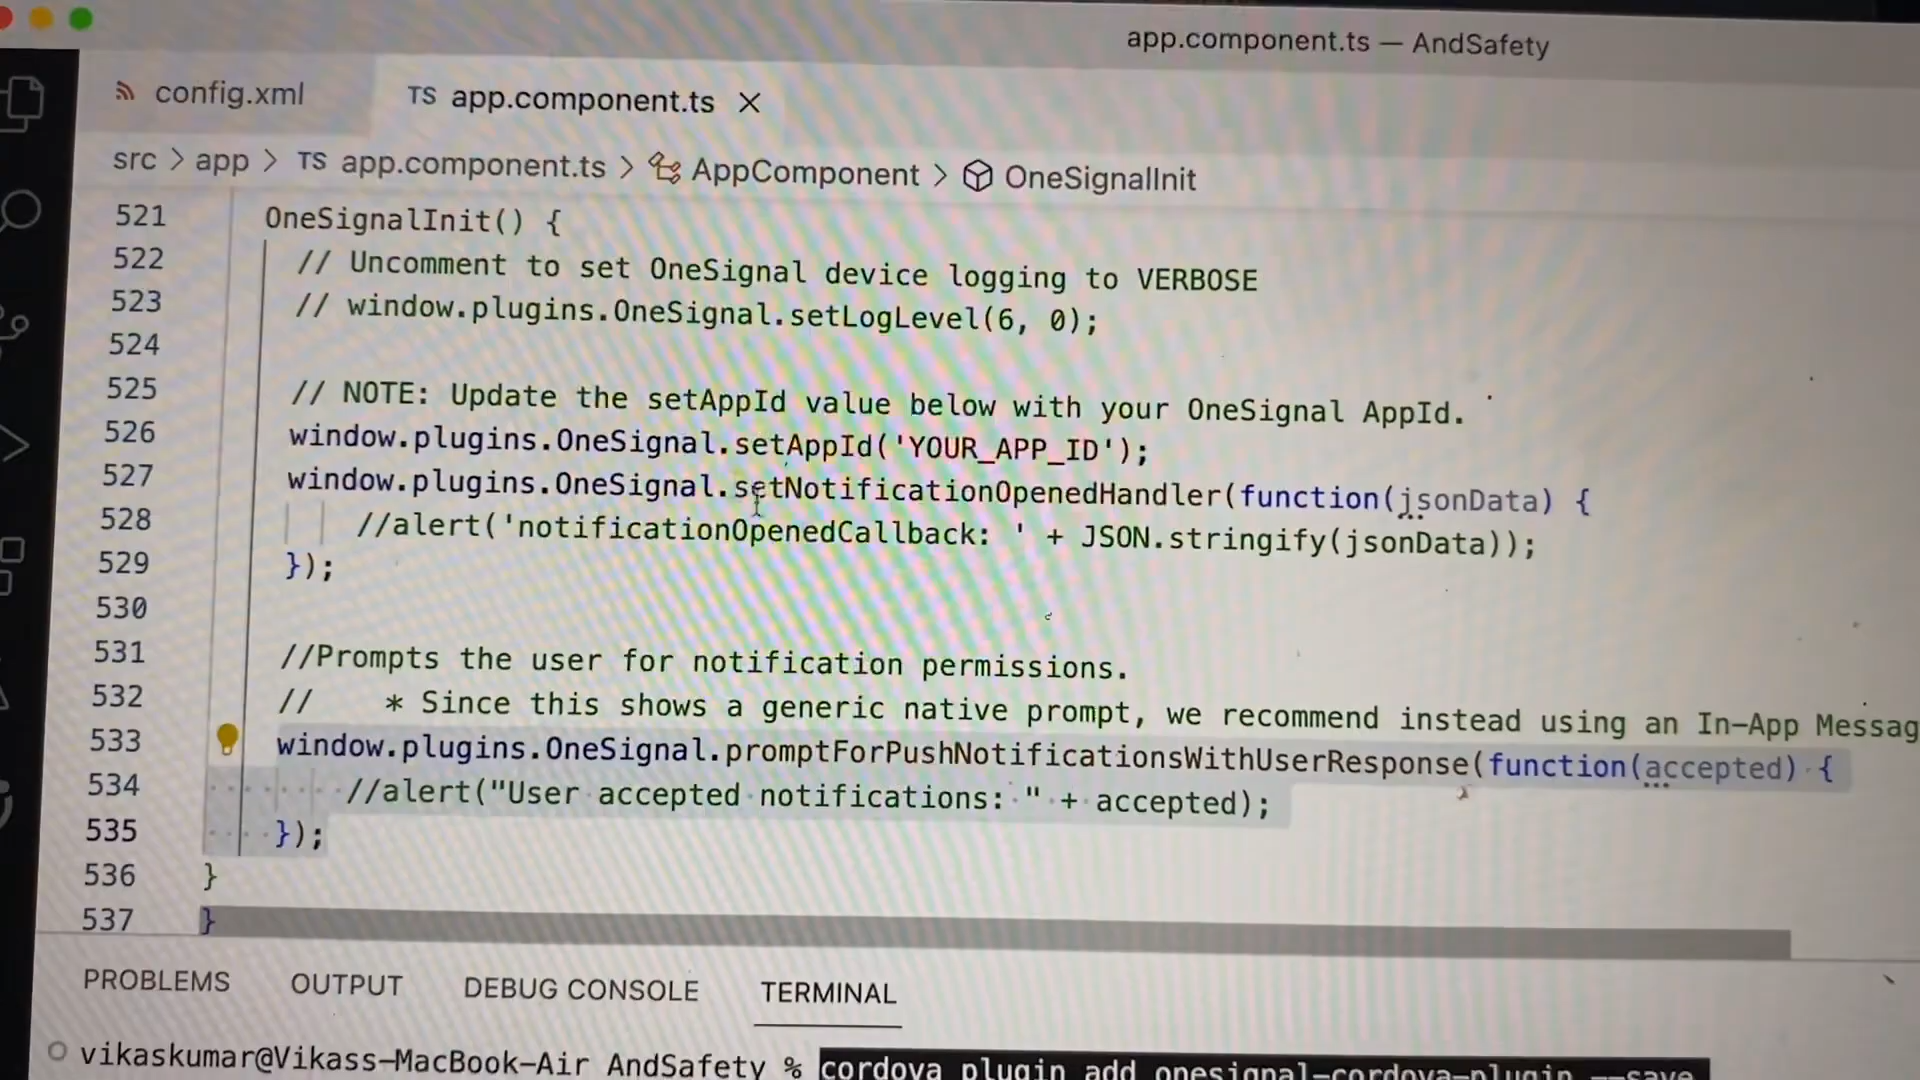 app.component.ts — AndSafety
config.xml
TS app.component.ts ×
src > app > TS app.component.ts > AppComponent > OneSignalInit
521 OneSignalInit() {
522 // Uncomment to set OneSignal device logging to VERBOSE
523 // window.plugins.OneSignal.setLogLevel(6, 0);
524
525 // NOTE: Update the setAppId value below with your OneSignal AppId.
526 window.plugins.OneSignal.setAppId('YOUR_APP_ID');
527 window.plugins.OneSignal.setNotificationOpenedHandler(function(jsonData) {
528 //alert('notificationOpenedCallback: ' + JSON.stringify(jsonData));
529 });
530
531 //Prompts the user for notification permissions.
532 // * Since this shows a generic native prompt, we recommend instead using an In-App Messag
533 window.plugins.OneSignal.promptForPushNotificationsWithUserResponse(function(accepted) {
534 //alert("User accepted notifications: " + accepted);
535 });
536 }
537 }
PROBLEMS OUTPUT DEBUG CONSOLE TERMINAL
vikaskumar@Vikass-MacBook-Air AndSafety % cordova plugin add onesignal-cordova-plugin --save